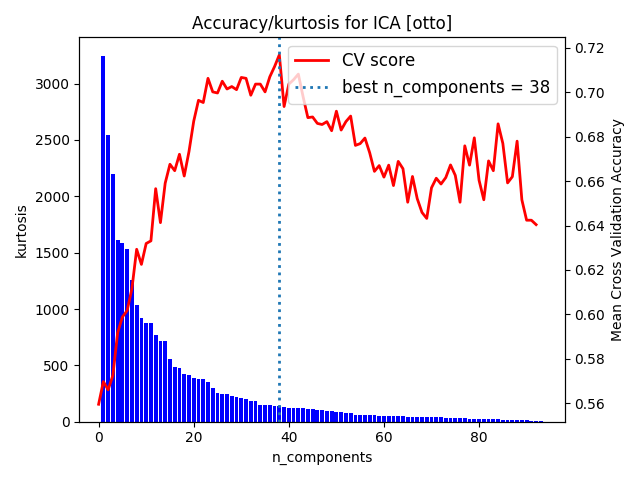 Accuracy/kurtosis for ICA [otto]
CV score
best n_components = 38
kurtosis
3000
2500
2000
1500
1000
500
0
0.72
0.70
0.68
0.66
0.64
0.62
0.60
0.58
0.56
Mean Cross Validation Accuracy
0 20 40 60 80
n_components